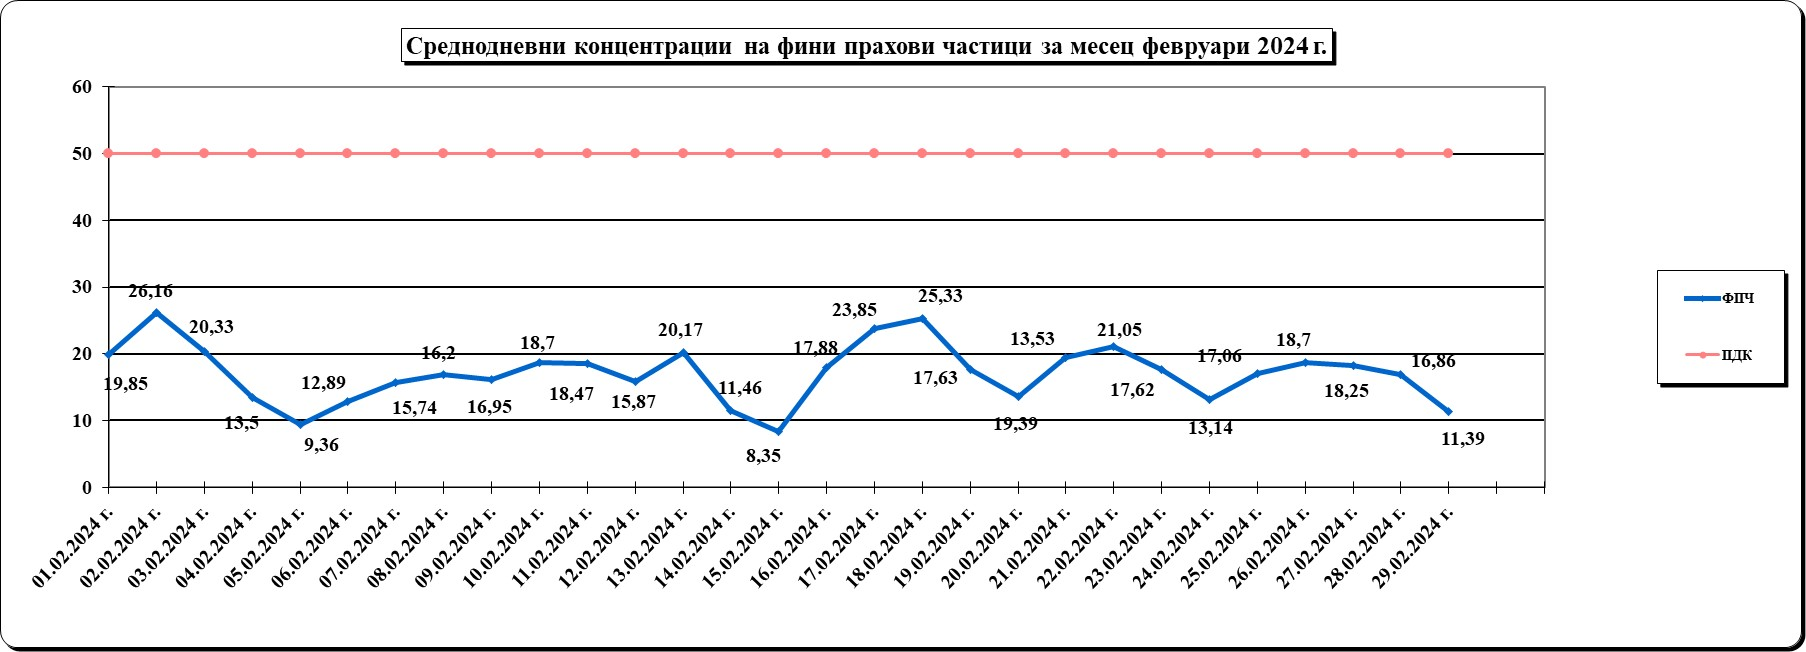 Среднодневни концентрации на фини прахови частици за месец февруари 2024 г.
60
50
40
30
20
10
0
26,16
20,33
19,85
13,5
9,36
12,89
15,74
16,2
16,95
18,7
18,47
15,87
20,17
11,46
8,35
17,88
23,85
25,33
17,63
13,53
19,39
21,05
17,62
17,06
13,14
18,7
18,25
16,86
11,39
01.02.2024 г.
02.02.2024 г.
03.02.2024 г.
04.02.2024 г.
05.02.2024 г.
06.02.2024 г.
07.02.2024 г.
08.02.2024 г.
09.02.2024 г.
10.02.2024 г.
11.02.2024 г.
12.02.2024 г.
13.02.2024 г.
14.02.2024 г.
15.02.2024 г.
16.02.2024 г.
17.02.2024 г.
18.02.2024 г.
19.02.2024 г.
20.02.2024 г.
21.02.2024 г.
22.02.2024 г.
23.02.2024 г.
24.02.2024 г.
25.02.2024 г.
26.02.2024 г.
27.02.2024 г.
28.02.2024 г.
29.02.2024 г.
ФПЧ
ПДК